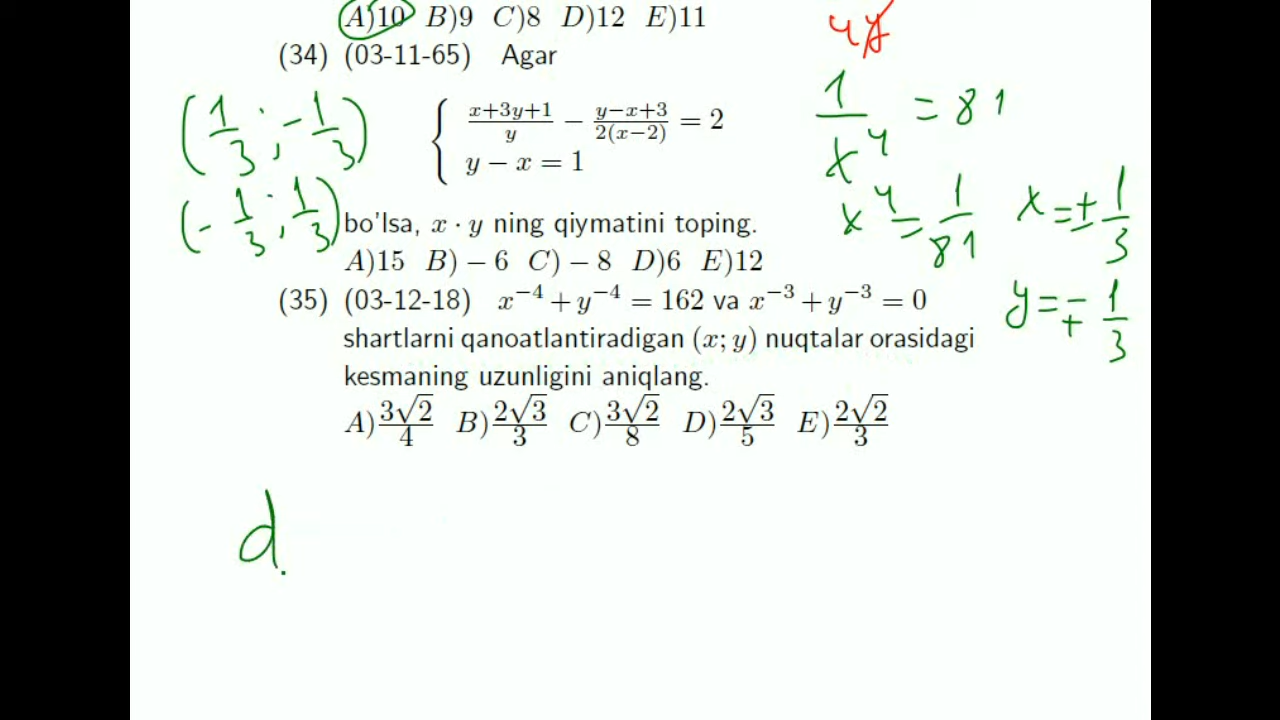 A)10 B)9 C)8 D)12 E)11
(34) (03-11-65) Agar
{ (x+3y+1)/y − (y−x+3)/(2(x−2)) = 2
y − x = 1
bo'lsa, x · y ning qiymatini toping.
A)15 B) − 6 C) − 8 D)6 E)12
(35) (03-12-18) x⁻⁴ + y⁻⁴ = 162 va x⁻³ + y⁻³ = 0
shartlarni qanoatlantiradigan (x; y) nuqtalar orasidagi
kesmaning uzunligini aniqlang.
A) 3√2/4 B) 2√3/3 C) 3√2/8 D) 2√3/5 E) 2√2/3
(1/3; −1/3)
(−1/3; 1/3)
1/x⁴ = 81
x⁴ = 1/81 x = ± 1/3
y = ∓ 1/3
d